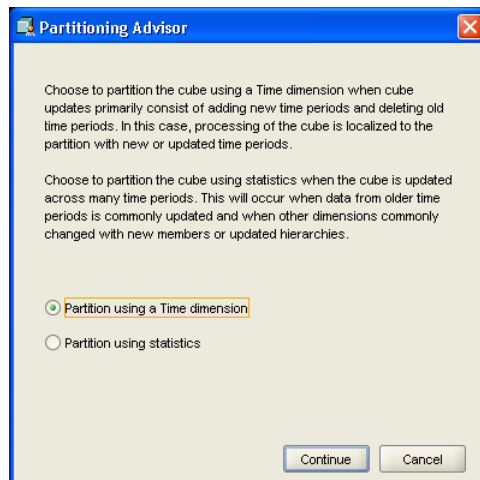 Partitioning Advisor
Choose to partition the cube using a Time dimension when cube
updates primarily consist of adding new time periods and deleting old
time periods. In this case, processing of the cube is localized to the
partition with new or updated time periods.
Choose to partition the cube using statistics when the cube is updated
across many time periods. This will occur when data from older time
periods is commonly updated and when other dimensions commonly
changed with new members or updated hierarchies.
Partition using a Time dimension
Partition using statistics
Continue Cancel